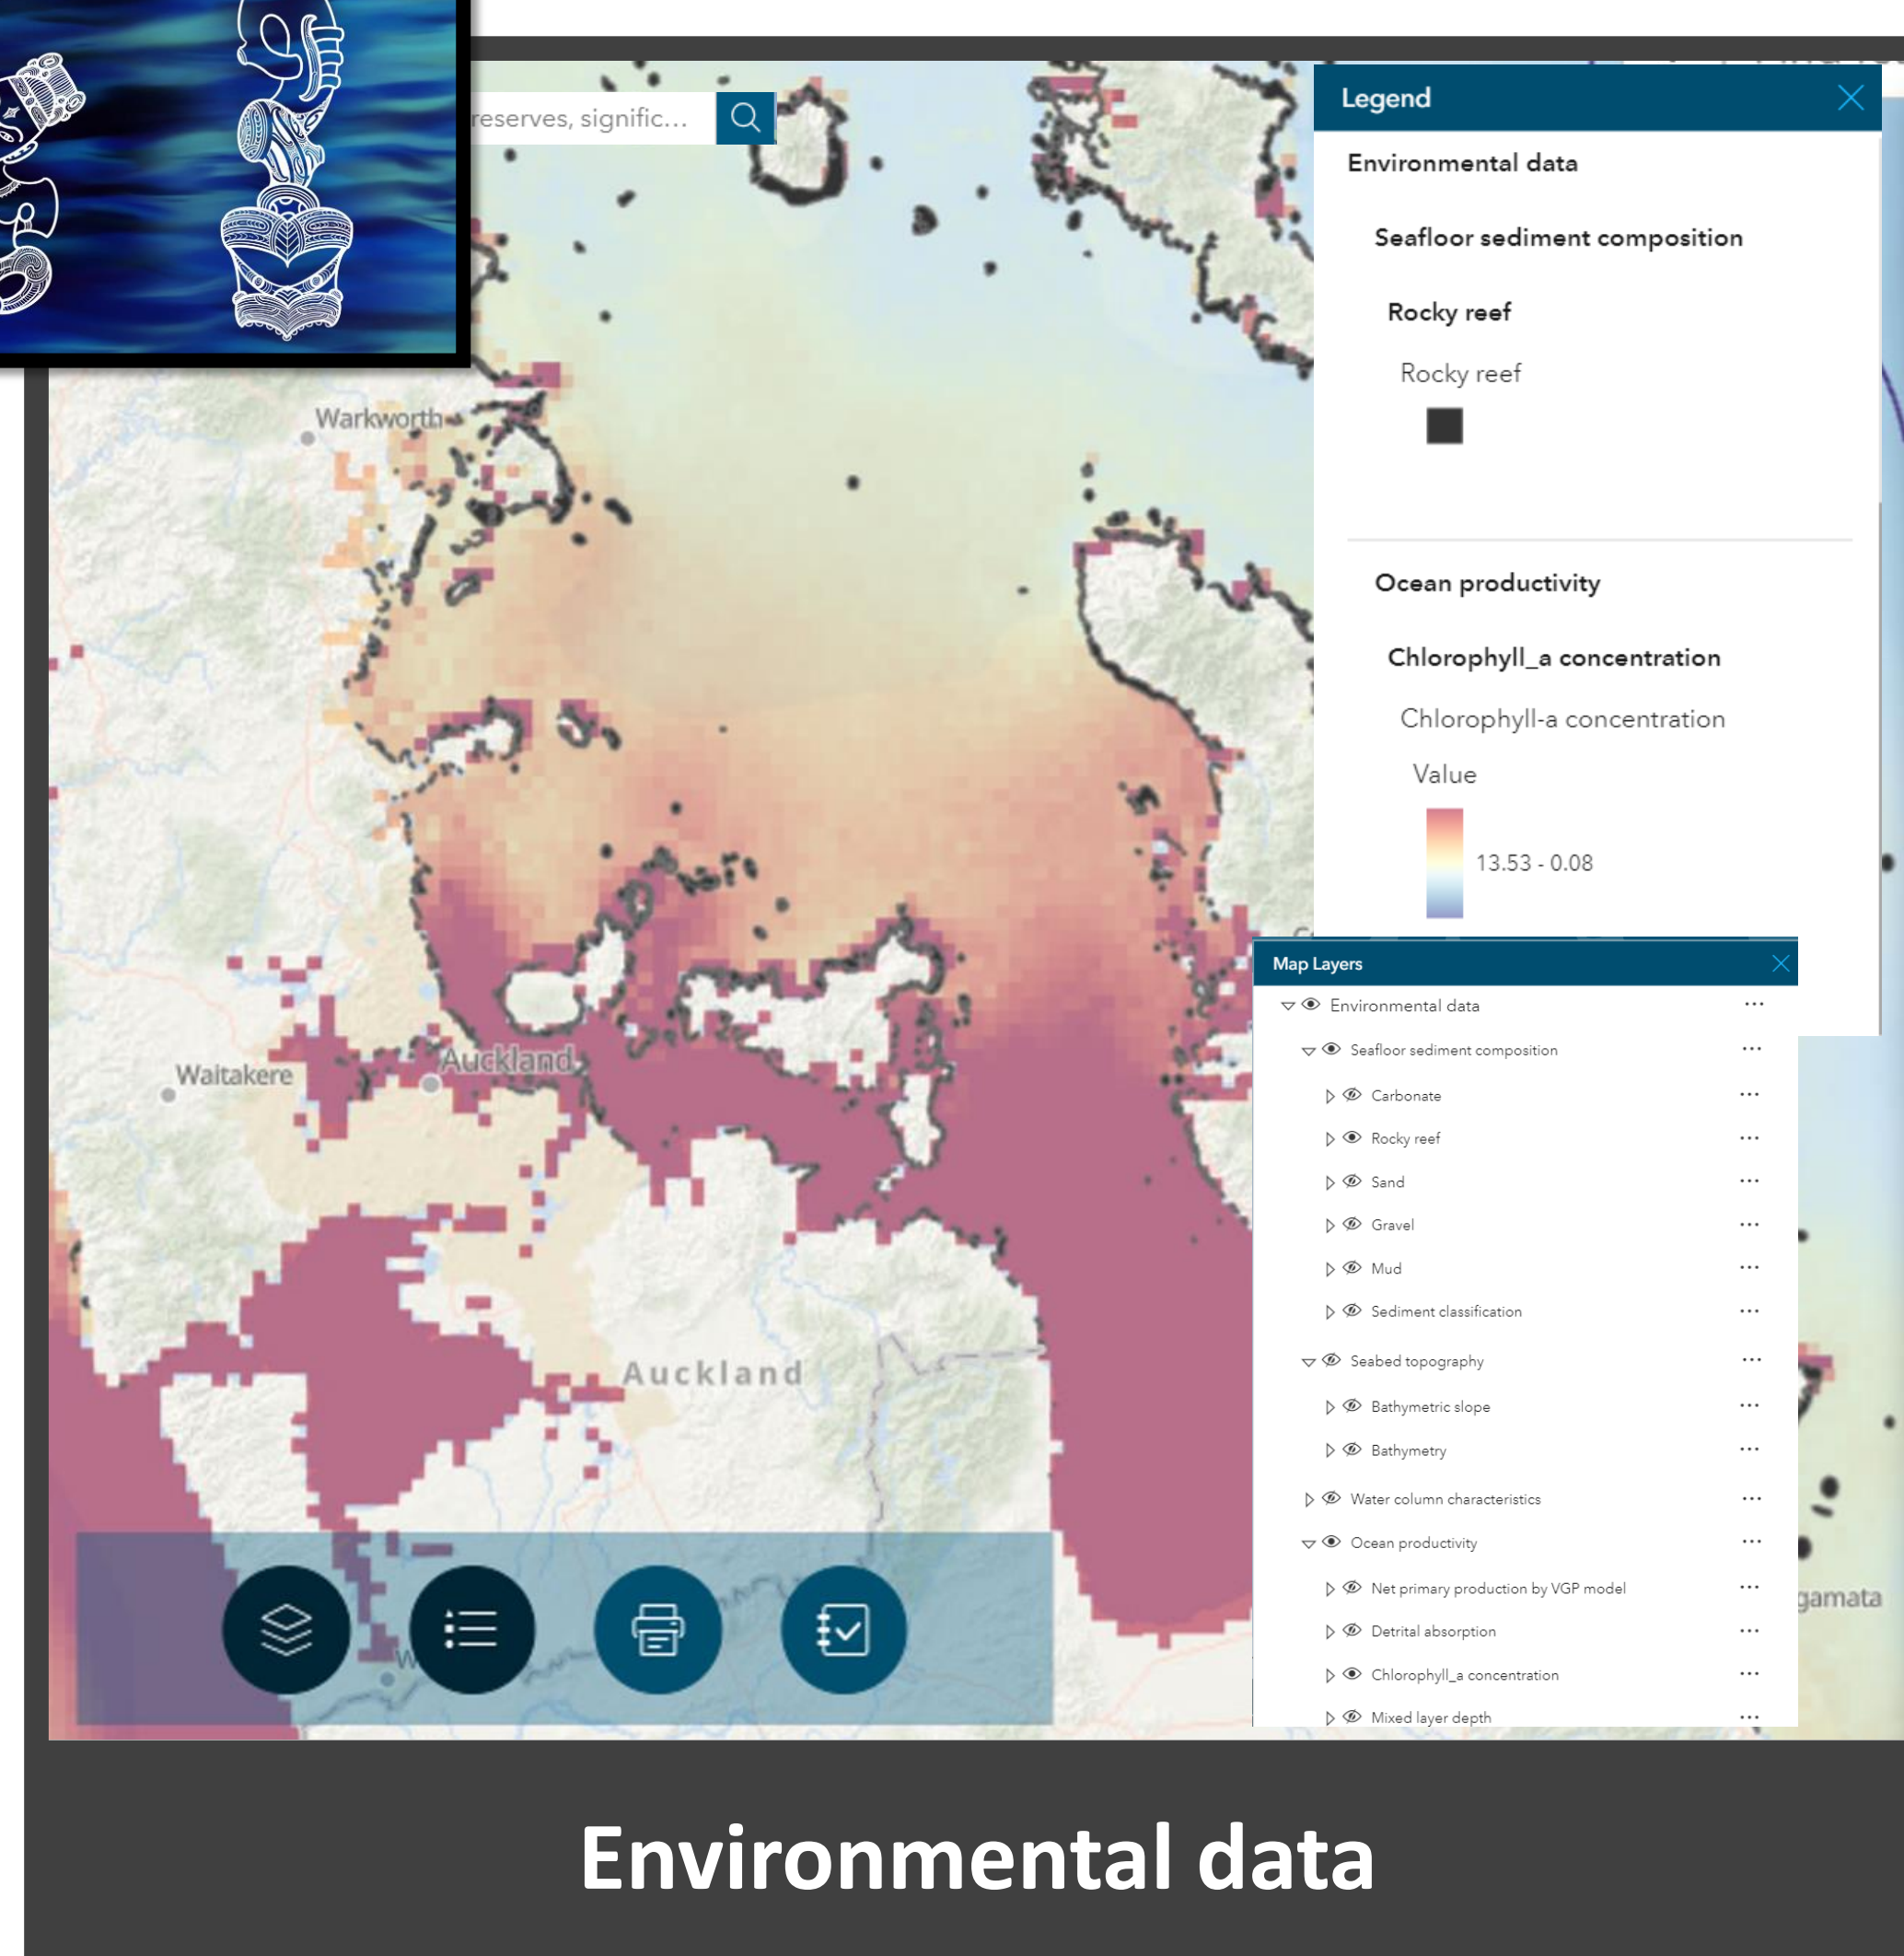 reserves, signific...
Warkworth
Waitakere
Auckland
Auckland
W
Legend
Environmental data
Seafloor sediment composition
Rocky reef
Rocky reef
Ocean productivity
Chlorophyll_a concentration
Chlorophyll-a concentration
Value
13.53 - 0.08
Map Layers
Environmental data
Seafloor sediment composition
Carbonate
Rocky reef
Sand
Gravel
Mud
Sediment classification
Seabed topography
Bathymetric slope
Bathymetry
Water column characteristics
Ocean productivity
Net primary production by VGP model
Detrital absorption
Chlorophyll_a concentration
Mixed layer depth
gamata
Environmental data